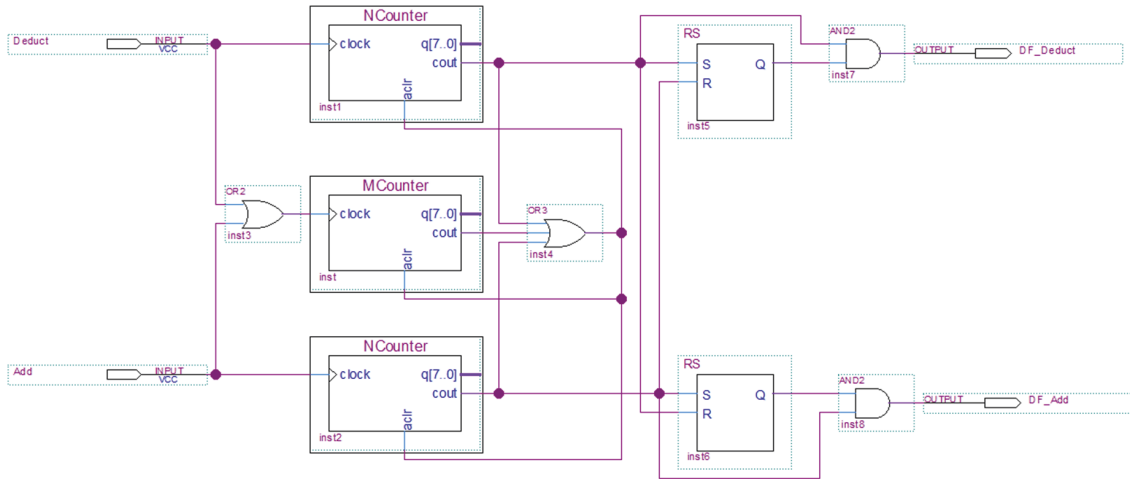 NCounter
Deduct
INPUT
VCC
clock
q[7..0]
cout
aclr
inst1
RS
S
Q
R
inst5
AND2
inst7
OUTPUT
DF_Deduct
OR2
inst3
MCounter
clock
q[7..0]
cout
aclr
inst
OR3
inst4
NCounter
Add
INPUT
VCC
clock
q[7..0]
cout
aclr
inst2
RS
S
Q
R
inst6
AND2
inst8
OUTPUT
DF_Add